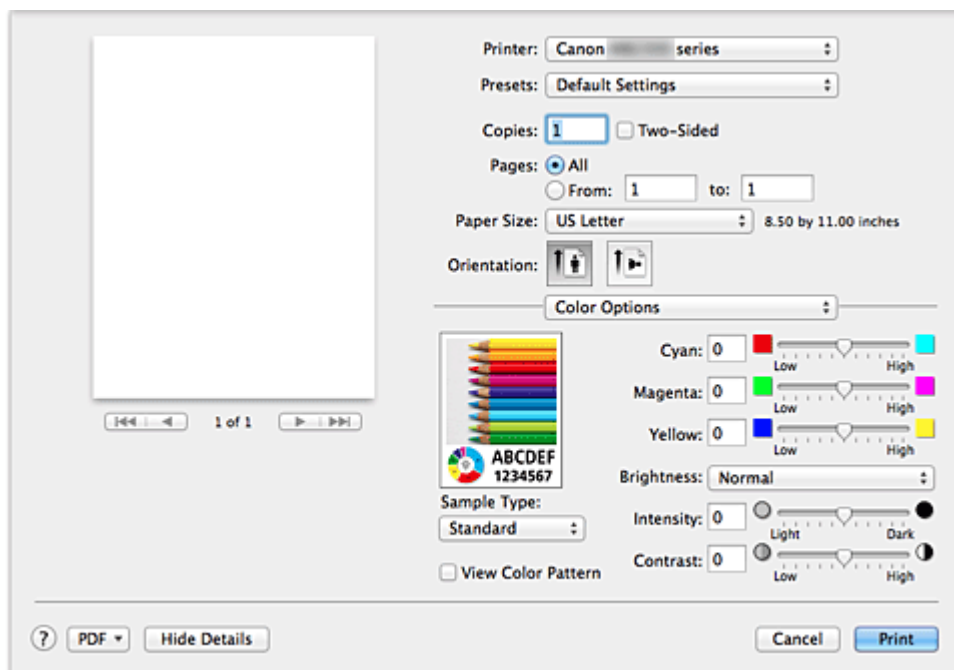 Printer: Canon series
Presets: Default Settings
Copies: 1 Two-Sided
Pages: All
From: 1 to: 1
Paper Size: US Letter 8.50 by 11.00 inches
Orientation:
Color Options
Cyan: 0
Low High
Magenta: 0
Low High
Yellow: 0
Low High
ABCDEF
1234567
Brightness: Normal
Sample Type:
Standard
Intensity: 0
Light Dark
View Color Pattern
Contrast: 0
Low High
1 of 1
? PDF Hide Details Cancel Print